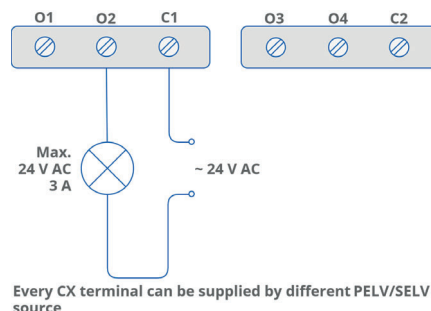 O1 O2 C1 O3 O4 C2
Max.
24 V AC
3 A
~ 24 V AC
Every CX terminal can be supplied by different PELV/SELV
source